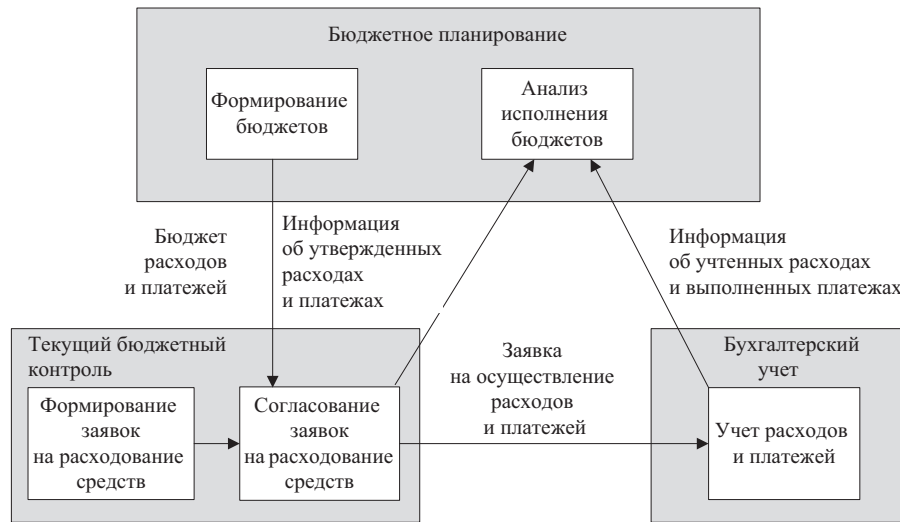 Бюджетное планирование
Формирование
бюджетов
Анализ
исполнения
бюджетов
Бюджет
расходов
и платежей
Информация
об утвержденных
расходах
и платежах
Информация
об учтенных расходах
и выполненных платежах
Текущий бюджетный
контроль
Формирование
заявок
на расходование
средств
Согласование
заявок
на расходование
средств
Заявка
на осуществление
расходов
и платежей
Бухгалтерский
учет
Учет расходов
и платежей